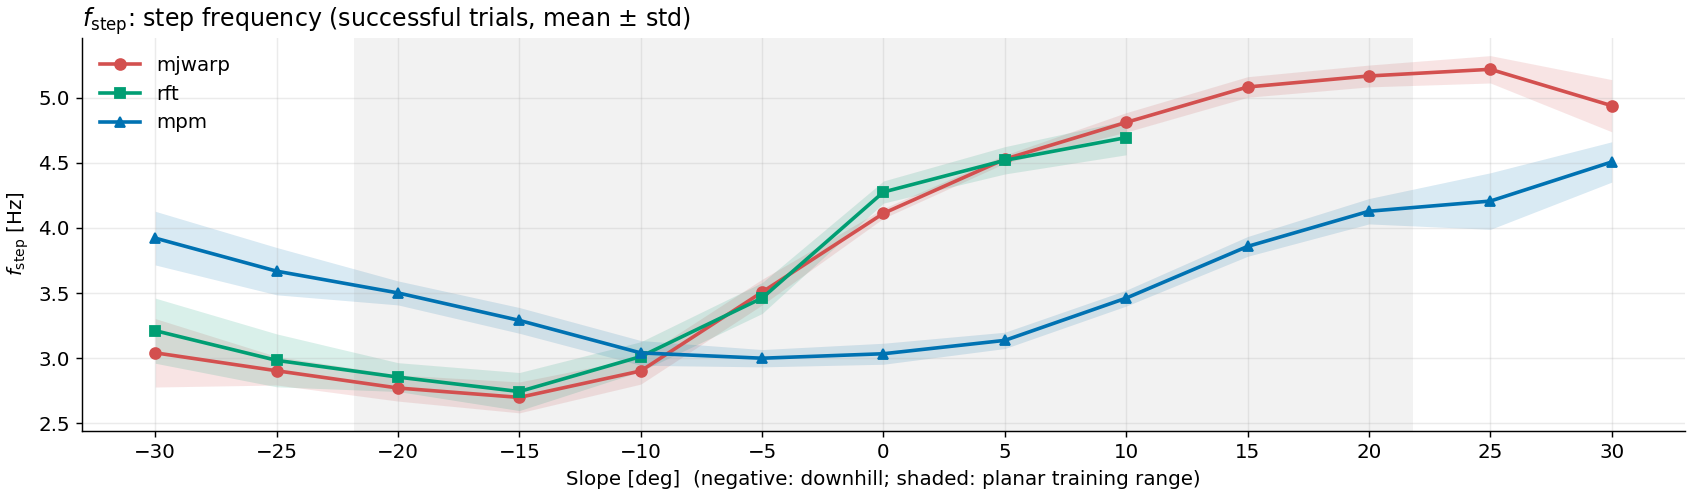 f_step: step frequency (successful trials, mean ± std)
mjwarp
rft
mpm
f_step [Hz]
5.0
4.5
4.0
3.5
3.0
2.5
−30 −25 −20 −15 −10 −5 0 5 10 15 20 25 30
Slope [deg]  (negative: downhill; shaded: planar training range)